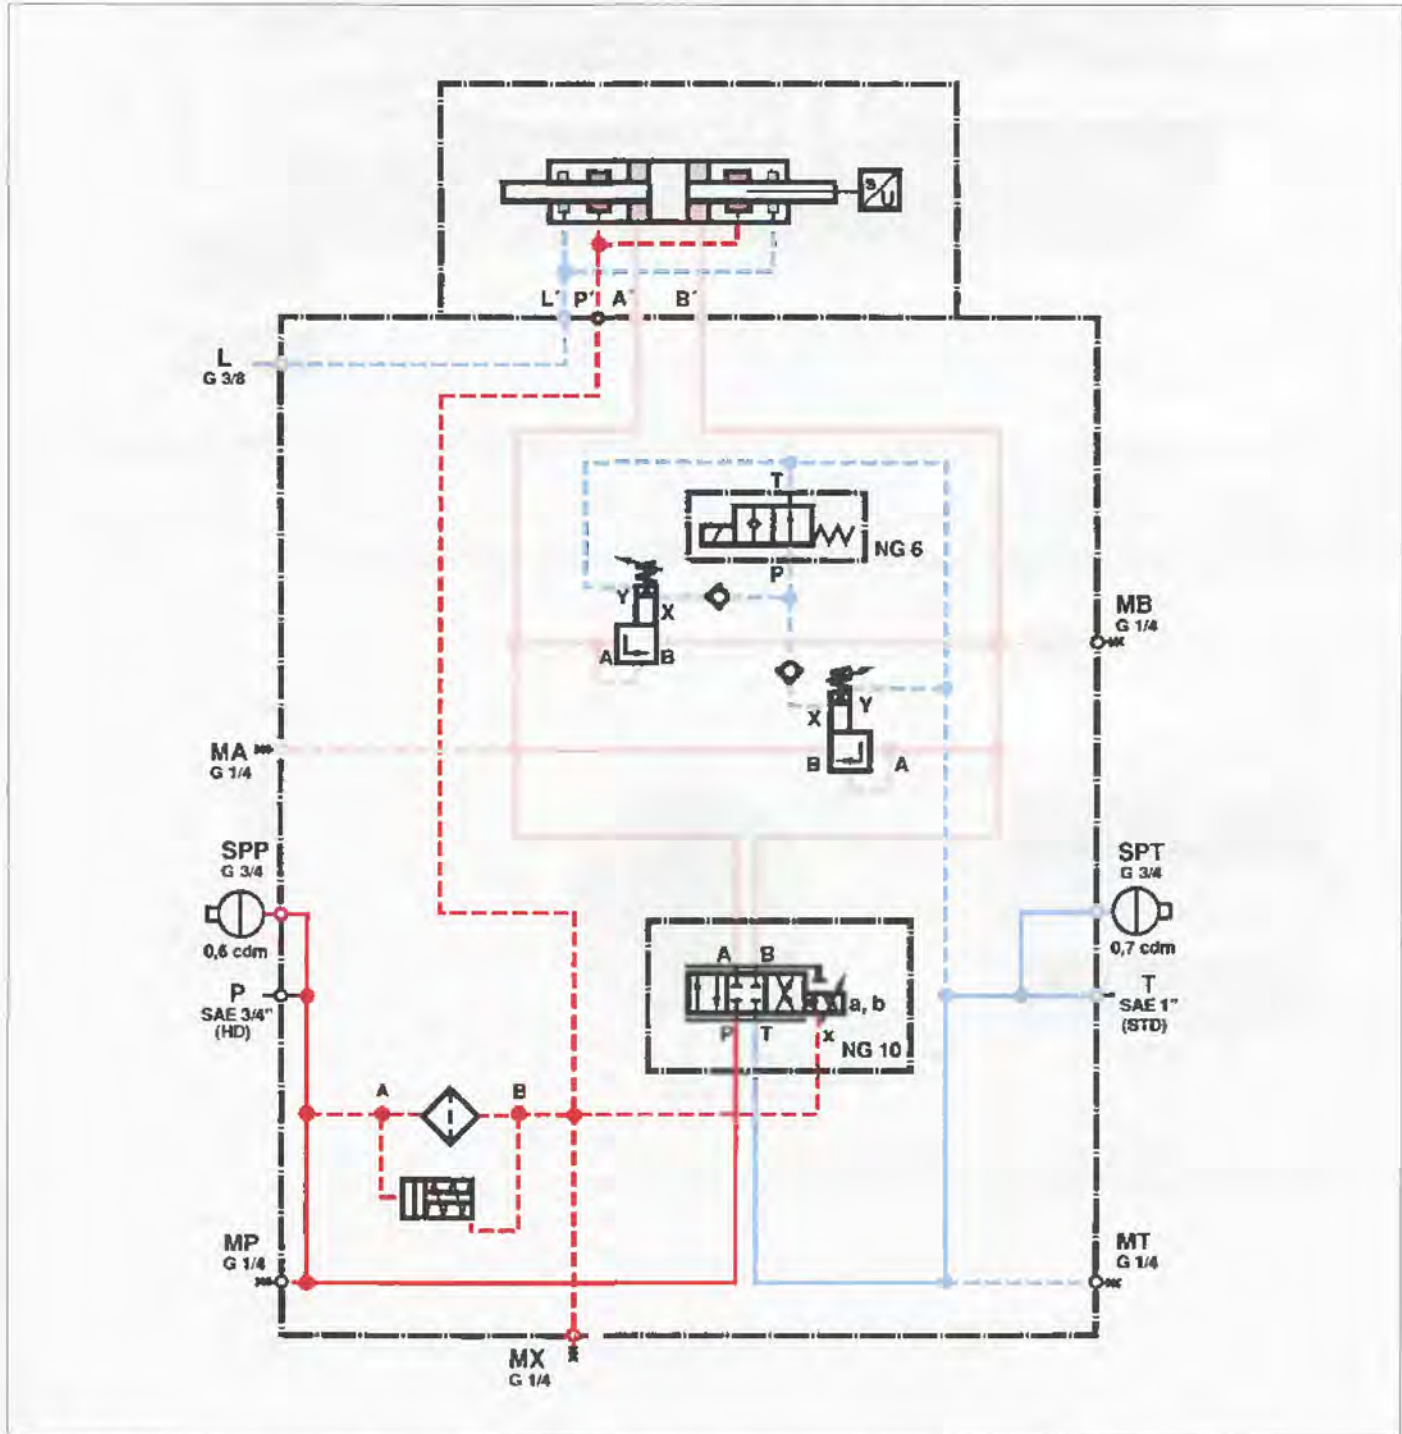 s/U
L´ P´ A´ B´
L
G 3/8
T
NG 6
P
Y
X
A B
MB
G 1/4
X Y
B A
MA
G 1/4
SPP
G 3/4
0,6 cdm
SPT
G 3/4
0,7 cdm
P
SAE 3/4"
(HD)
A B
a, b
P T x
NG 10
T
SAE 1"
(STD)
A B
MP
G 1/4
MT
G 1/4
MX
G 1/4